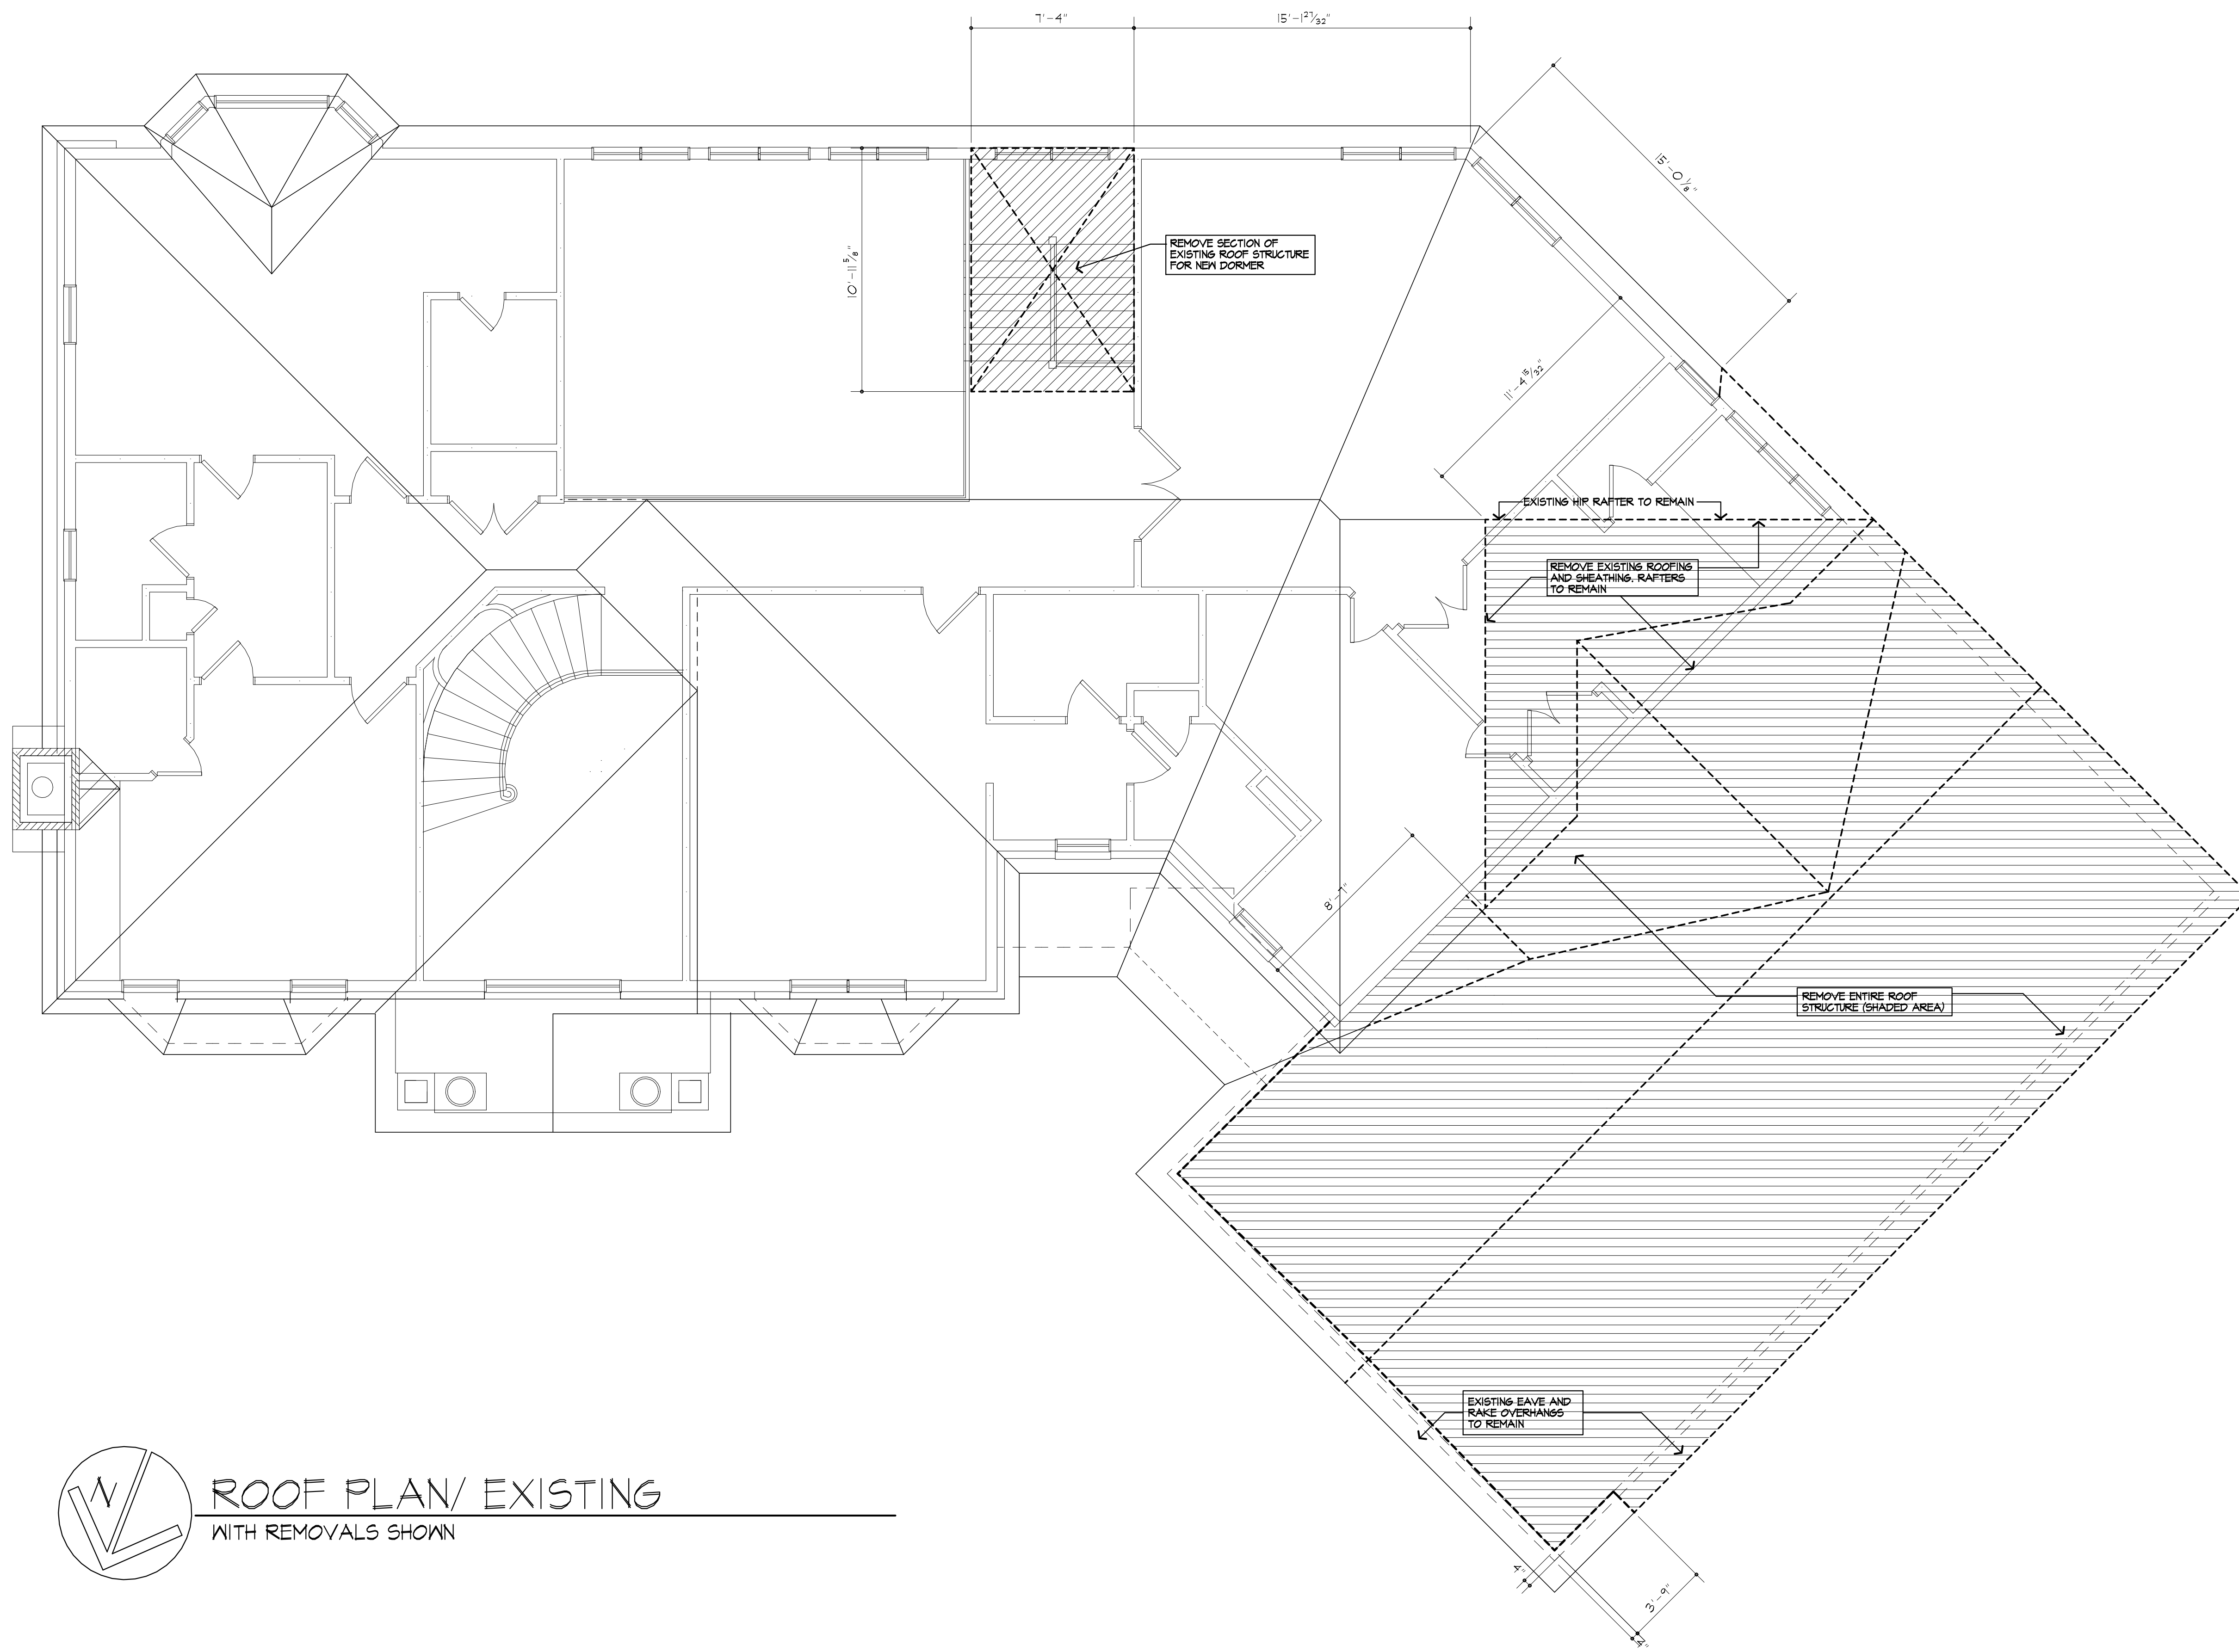 7'-4"
15'-1 27/32"
15'-0 1/8"
10'-11 5/8"
REMOVE SECTION OF
EXISTING ROOF STRUCTURE
FOR NEW DORMER
11'-4 15/32"
EXISTING HIP RAFTER TO REMAIN
REMOVE EXISTING ROOFING
AND SHEATHING, RAFTERS
TO REMAIN
8'-7"
REMOVE ENTIRE ROOF
STRUCTURE (SHADED AREA)
EXISTING EAVE AND
RAKE OVERHANGS
TO REMAIN
N
ROOF PLAN/ EXISTING
WITH REMOVALS SHOWN
4"
3'-9"
4"